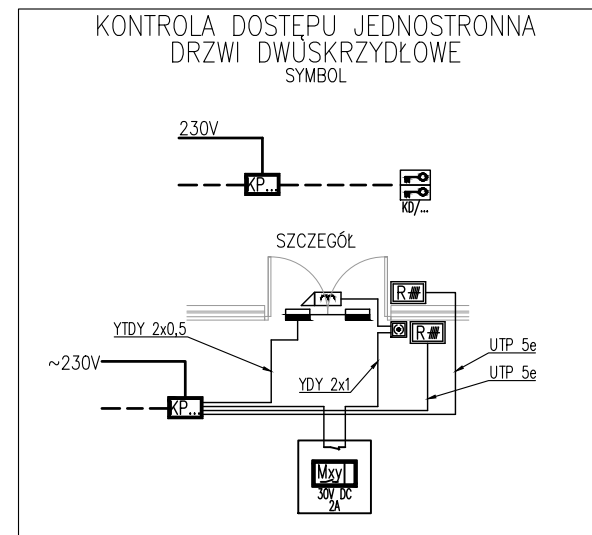 KONTROLA DOSTĘPU JEDNOSTRONNA
DRZWI DWUSKRZYDŁOWE
SYMBOL
230V
KP...
KD/...
SZCZEGÓŁ
R
YTDY 2x0,5
R
~230V
UTP 5e
YDY 2x1
UTP 5e
KP...
Mxy
30V DC
2A